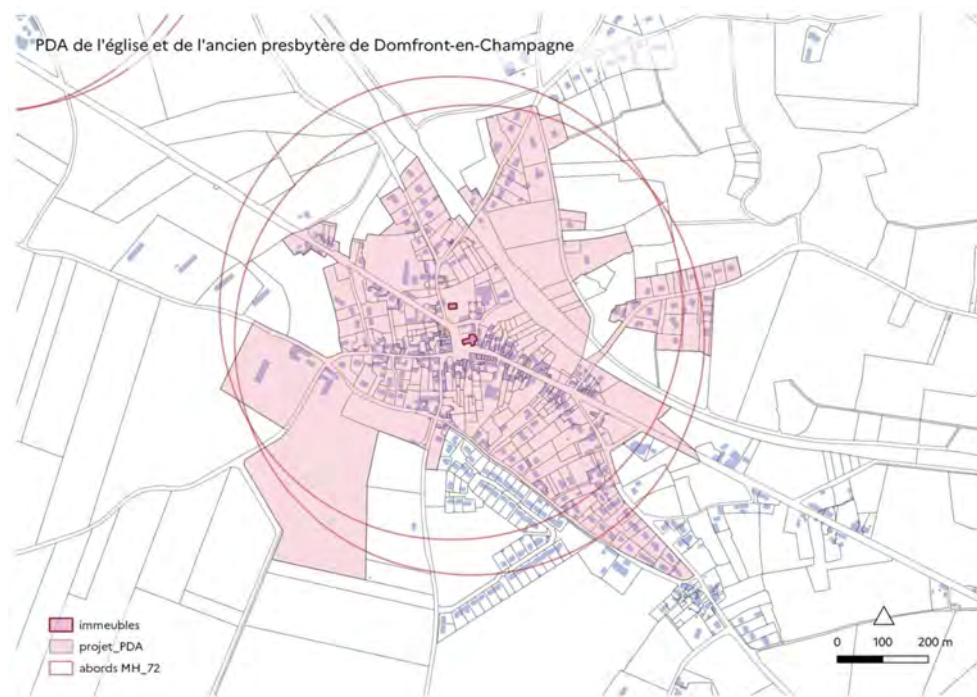 PDA de l'église et de l'ancien presbytère de Domfront-en-Champagne
immeubles
projet_PDA
abords MH_72
0 100 200 m